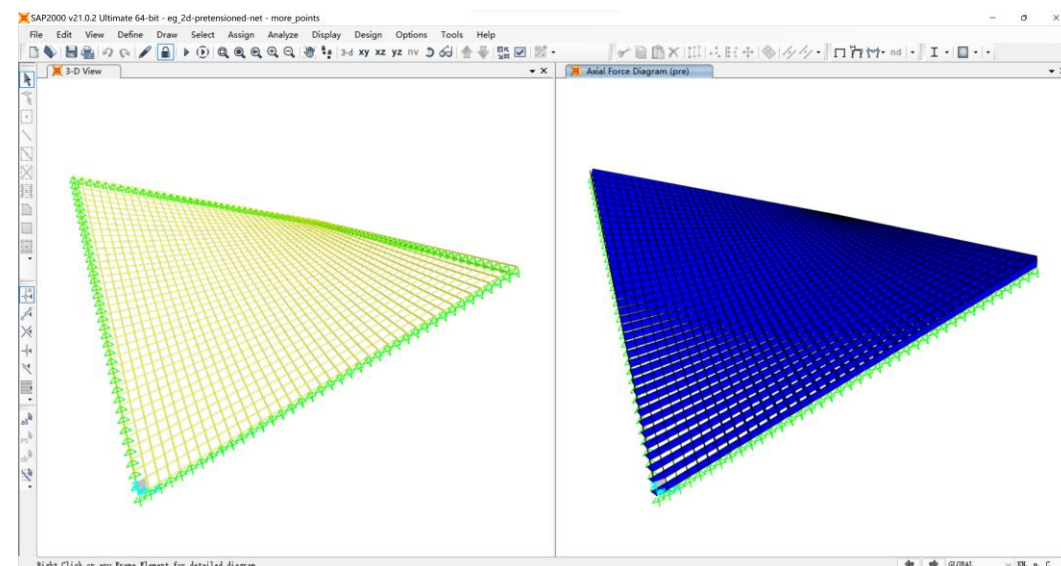 SAP2000 v21.0.2 Ultimate 64-bit - eg_2d-pretensioned-net - more_points
File Edit View Define Draw Select Assign Analyze Display Design Options Tools Help
3-d xy xz yz nv nd
3-D View
Axial Force Diagram (pre)
Right Click on any Frame Element for detailed diagram
GLOBAL
KN, m, C